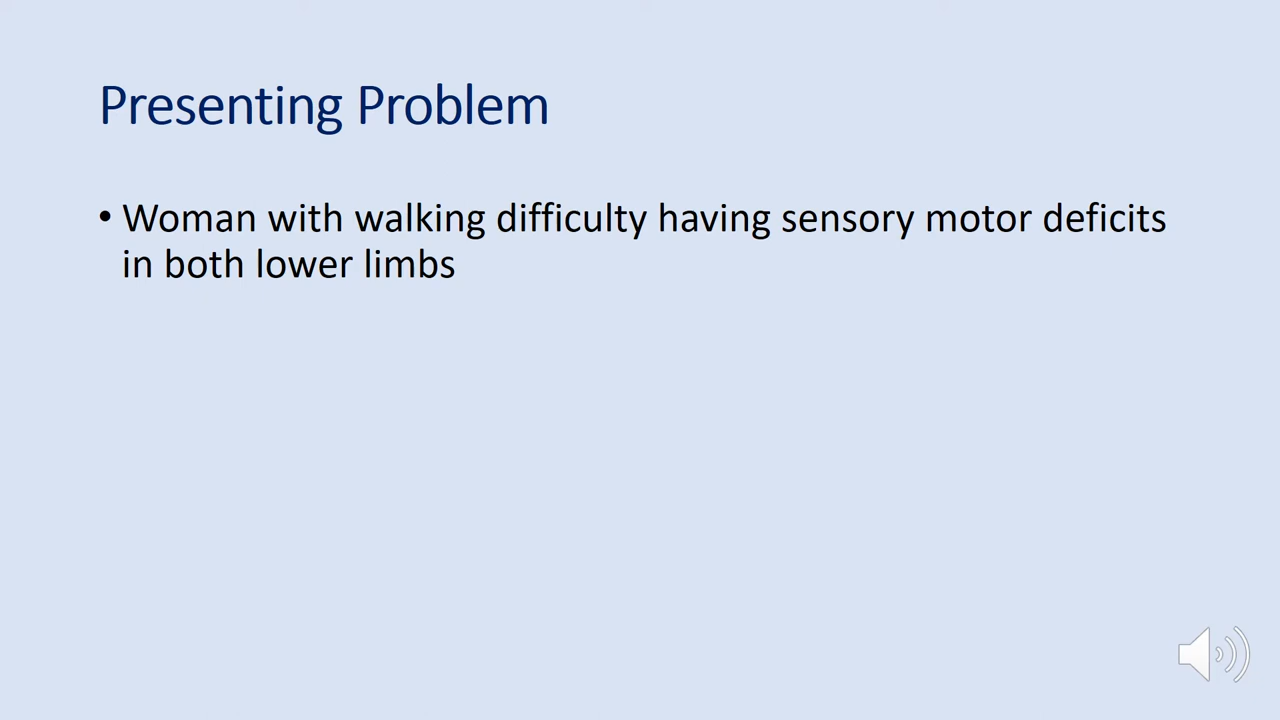 Presenting Problem
• Woman with walking difficulty having sensory motor deficits
in both lower limbs